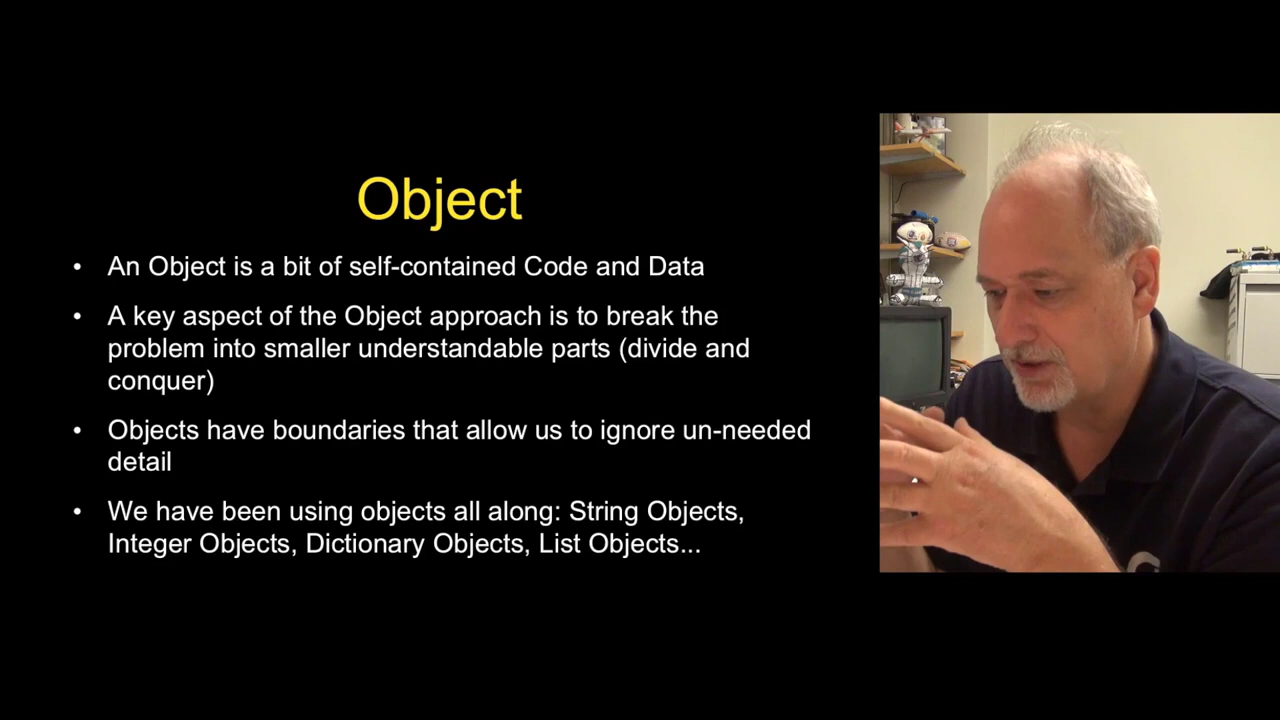 Object
• An Object is a bit of self-contained Code and Data
• A key aspect of the Object approach is to break the
problem into smaller understandable parts (divide and
conquer)
• Objects have boundaries that allow us to ignore un-needed
detail
• We have been using objects all along: String Objects,
Integer Objects, Dictionary Objects, List Objects...